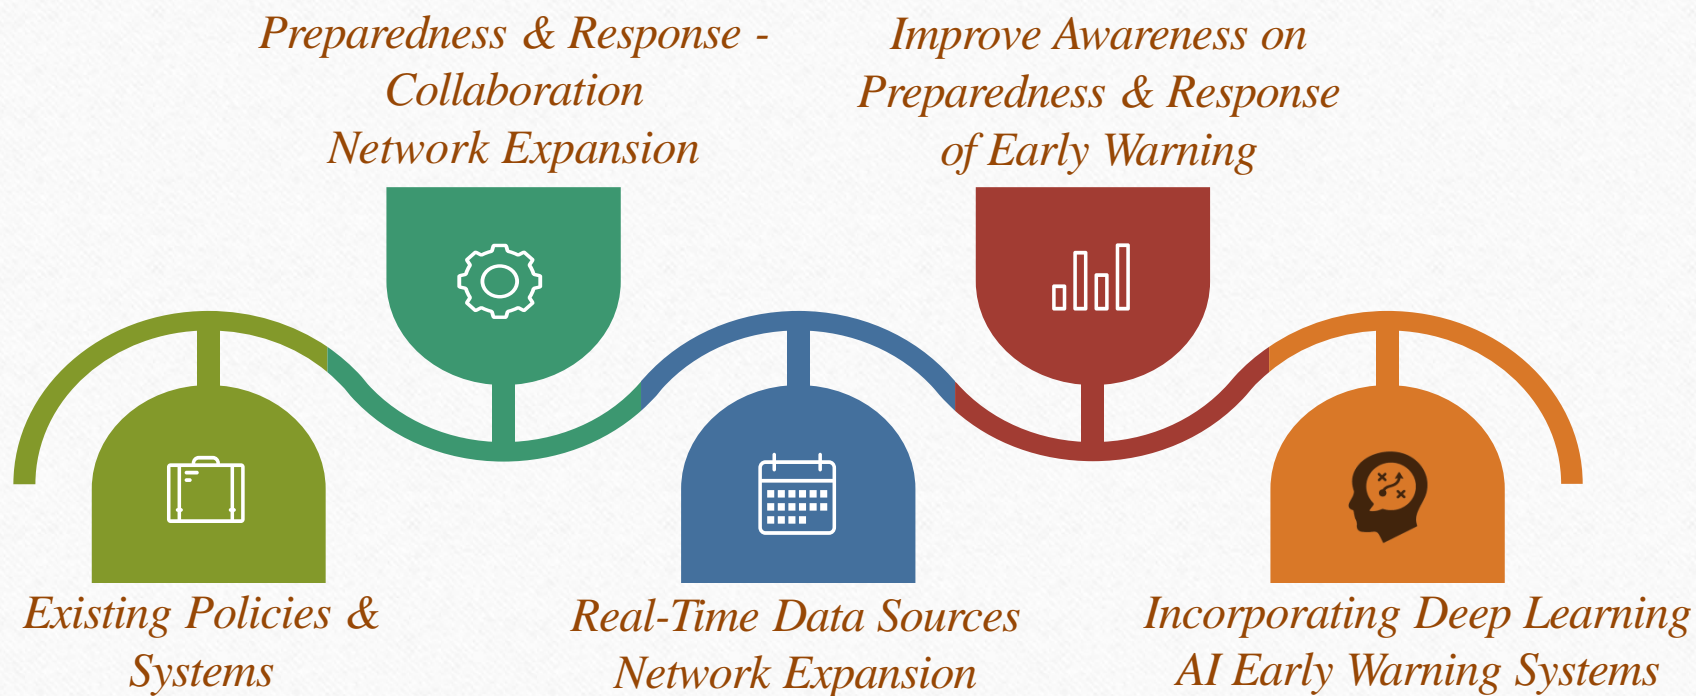 Preparedness & Response -
Collaboration
Network Expansion
Improve Awareness on
Preparedness & Response
of Early Warning
Existing Policies &
Systems
Real-Time Data Sources
Network Expansion
Incorporating Deep Learning
AI Early Warning Systems